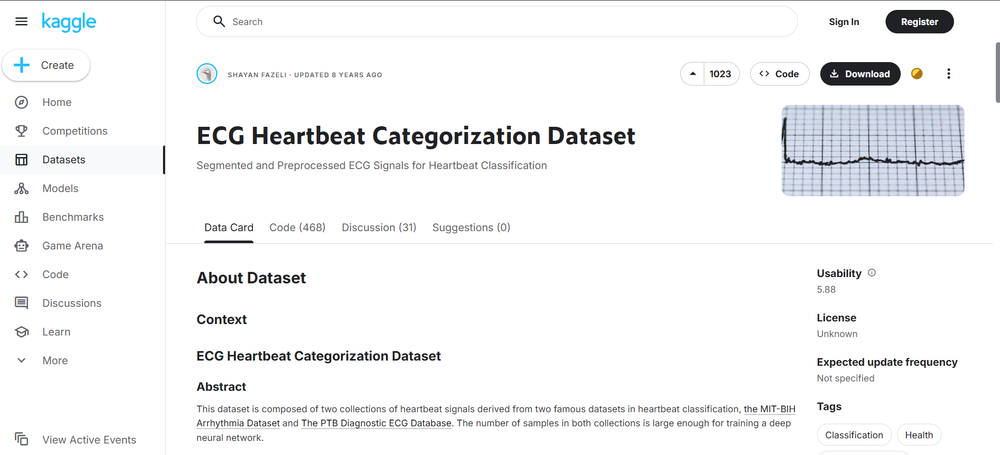 kaggle
Search
Sign In
Register
Create
Home
Competitions
Datasets
Models
Benchmarks
Game Arena
Code
Discussions
Learn
More
View Active Events
SHAYAN FAZELI · UPDATED 8 YEARS AGO
1023
Code
Download
ECG Heartbeat Categorization Dataset
Segmented and Preprocessed ECG Signals for Heartbeat Classification
Data Card
Code (468)
Discussion (31)
Suggestions (0)
About Dataset
Context
ECG Heartbeat Categorization Dataset
Abstract
This dataset is composed of two collections of heartbeat signals derived from two famous datasets in heartbeat classification, the MIT-BIH
Arrhythmia Dataset and The PTB Diagnostic ECG Database. The number of samples in both collections is large enough for training a deep
neural network.
Usability
5.88
License
Unknown
Expected update frequency
Not specified
Tags
Classification
Health